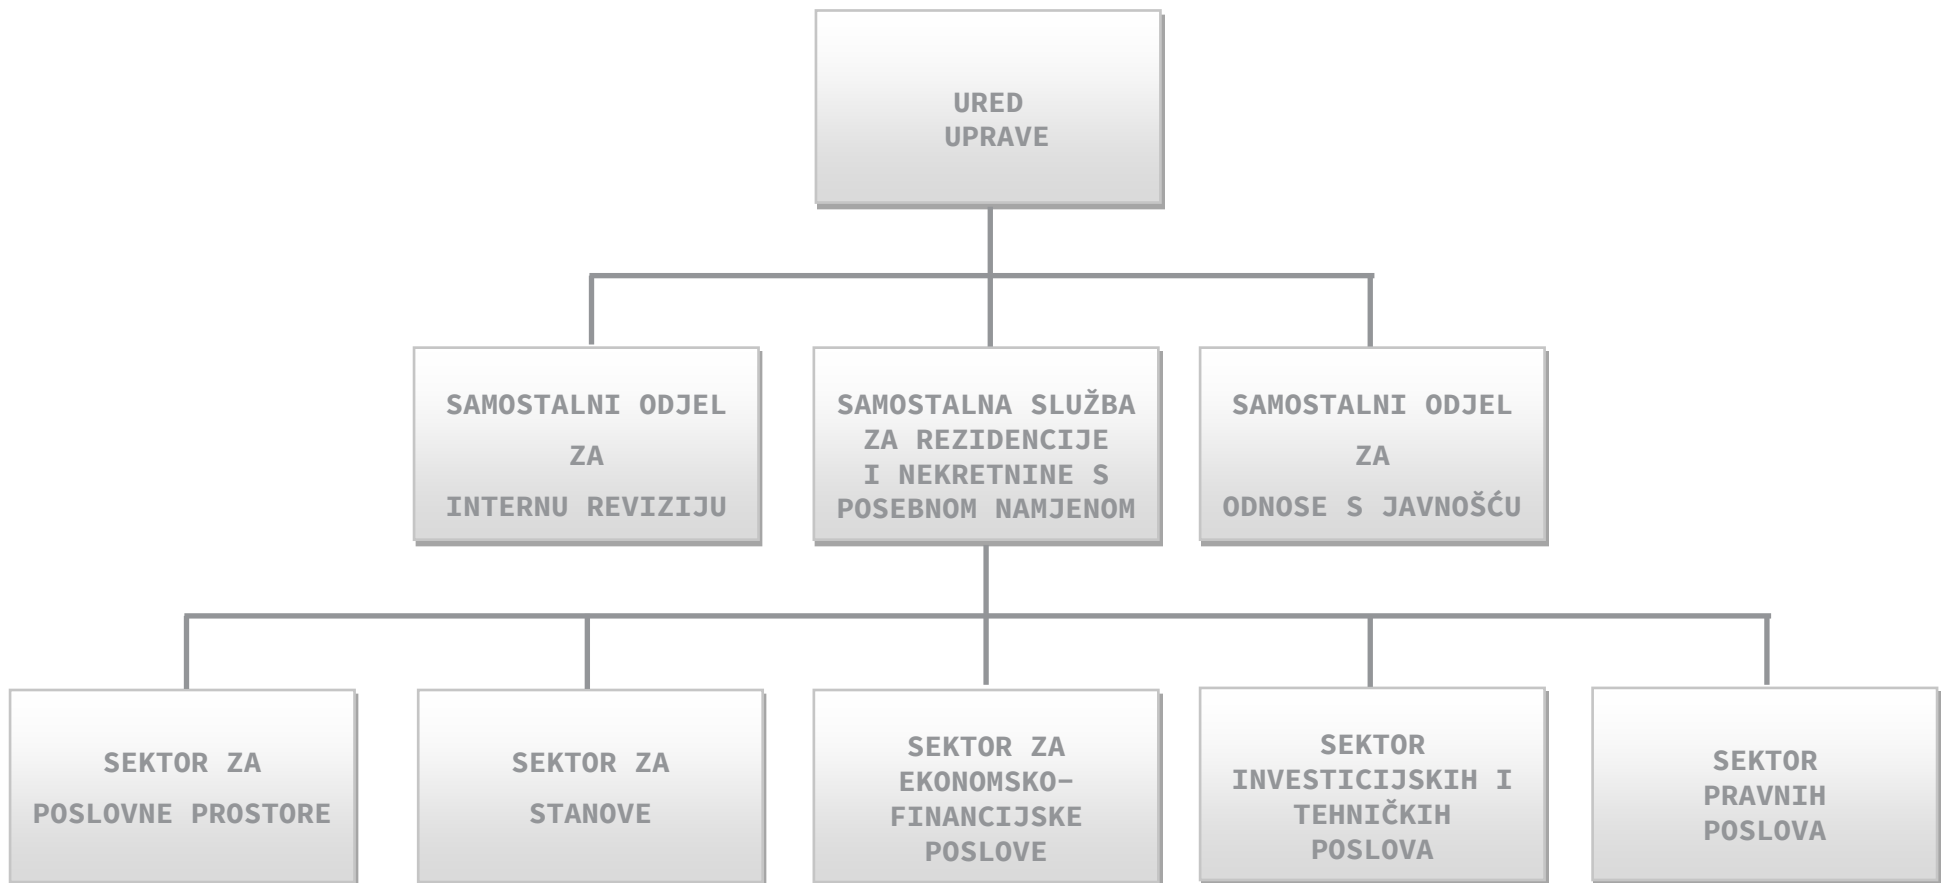 URED
UPRAVE
SAMOSTALNI ODJEL
ZA
INTERNU REVIZIJU
SAMOSTALNA SLUŽBA
ZA REZIDENCIJE
I NEKRETNINE S
POSEBNOM NAMJENOM
SAMOSTALNI ODJEL
ZA
ODNOSE S JAVNOŠĆU
SEKTOR ZA
POSLOVNE PROSTORE
SEKTOR ZA
STANOVE
SEKTOR ZA
EKONOMSKO–
FINANCIJSKE
POSLOVE
SEKTOR
INVESTICIJSKIH I
TEHNIČKIH
POSLOVA
SEKTOR
PRAVNIH
POSLOVA